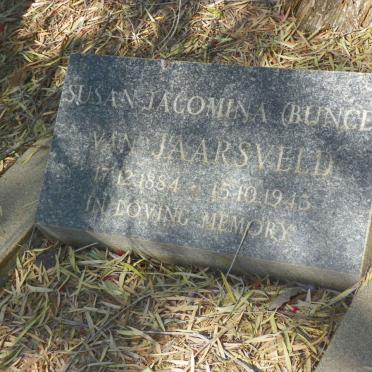 SUSAN JACOMINA (BUNCE
VAN JAARSVELD
17.12.1884 15.10.1943
IN LOVING MEMORY